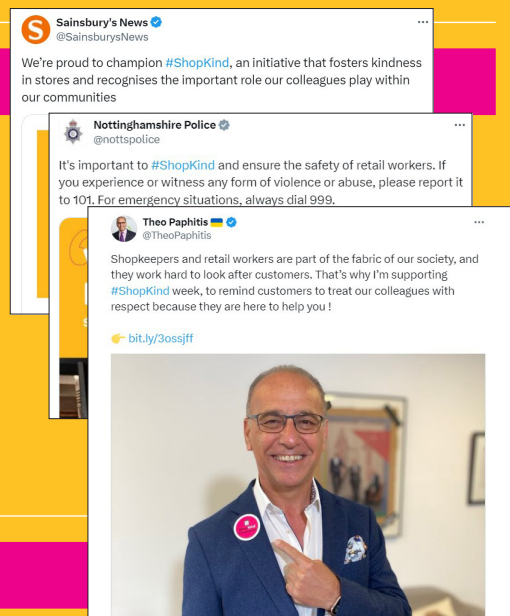 Sainsbury's News
@SainsburysNews
We're proud to champion #ShopKind, an initiative that fosters kindness
in stores and recognises the important role our colleagues play within
our communities
Nottinghamshire Police
@nottspolice
It's important to #ShopKind and ensure the safety of retail workers. If
you experience or witness any form of violence or abuse, please report it
to 101. For emergency situations, always dial 999.
Theo Paphitis
@TheoPaphitis
Shopkeepers and retail workers are part of the fabric of our society, and
they work hard to look after customers. That's why I'm supporting
#ShopKind week, to remind customers to treat our colleagues with
respect because they are here to help you !
👉 bit.ly/3ossjff